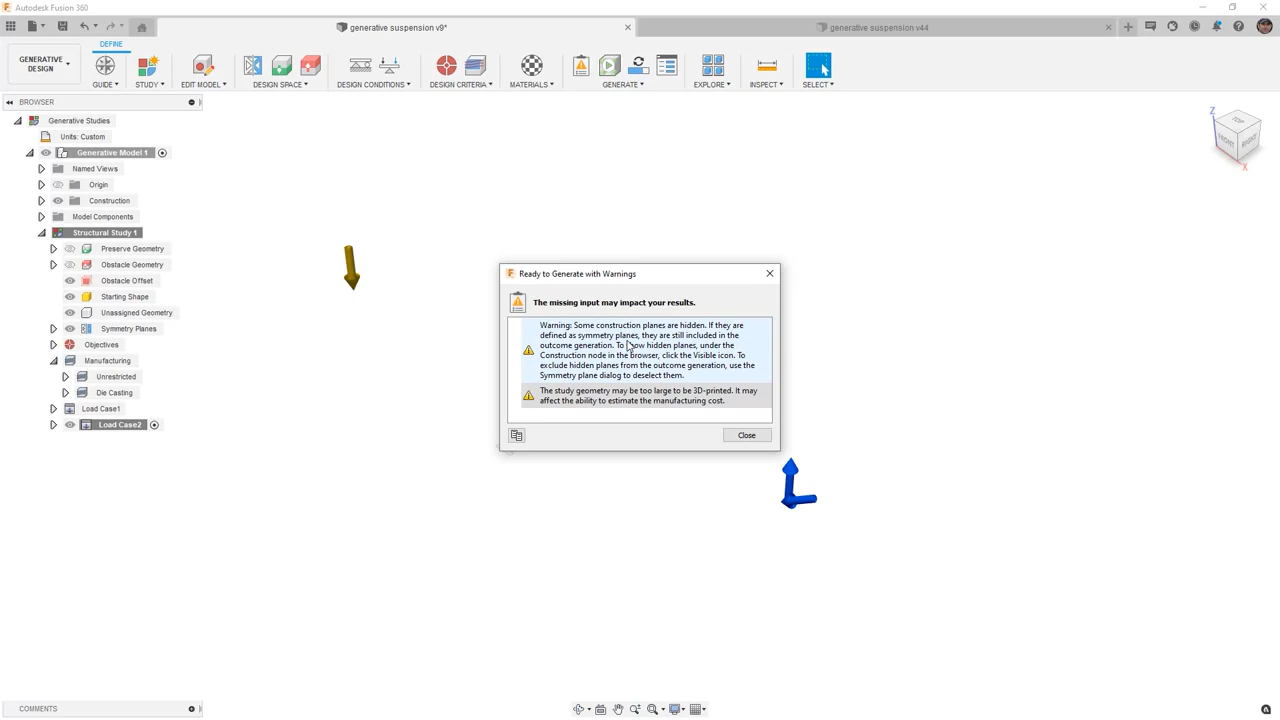 Autodesk Fusion 360
generative suspension v9*
generative suspension v44
DEFINE
GENERATIVE
DESIGN
GUIDE
STUDY
EDIT MODEL
DESIGN SPACE
DESIGN CONDITIONS
DESIGN CRITERIA
MATERIALS
GENERATE
EXPLORE
INSPECT
SELECT
BROWSER
Generative Studies
Units: Custom
Generative Model 1
Named Views
Origin
Construction
Model Components
Structural Study 1
Preserve Geometry
Obstacle Geometry
Obstacle Offset
Starting Shape
Unassigned Geometry
Symmetry Planes
Objectives
Manufacturing
Unrestricted
Die Casting
Load Case1
Load Case2
Z
TOP
FRONT
RIGHT
X
Ready to Generate with Warnings
The missing input may impact your results.
Warning: Some construction planes are hidden. If they are
defined as symmetry planes, they are still included in the
outcome generation. To show hidden planes, under the
Construction node in the browser, click the Visible icon. To
exclude hidden planes from the outcome generation, use the
Symmetry plane dialog to deselect them.
The study geometry may be too large to be 3D-printed. It may
affect the ability to estimate the manufacturing cost.
Close
COMMENTS